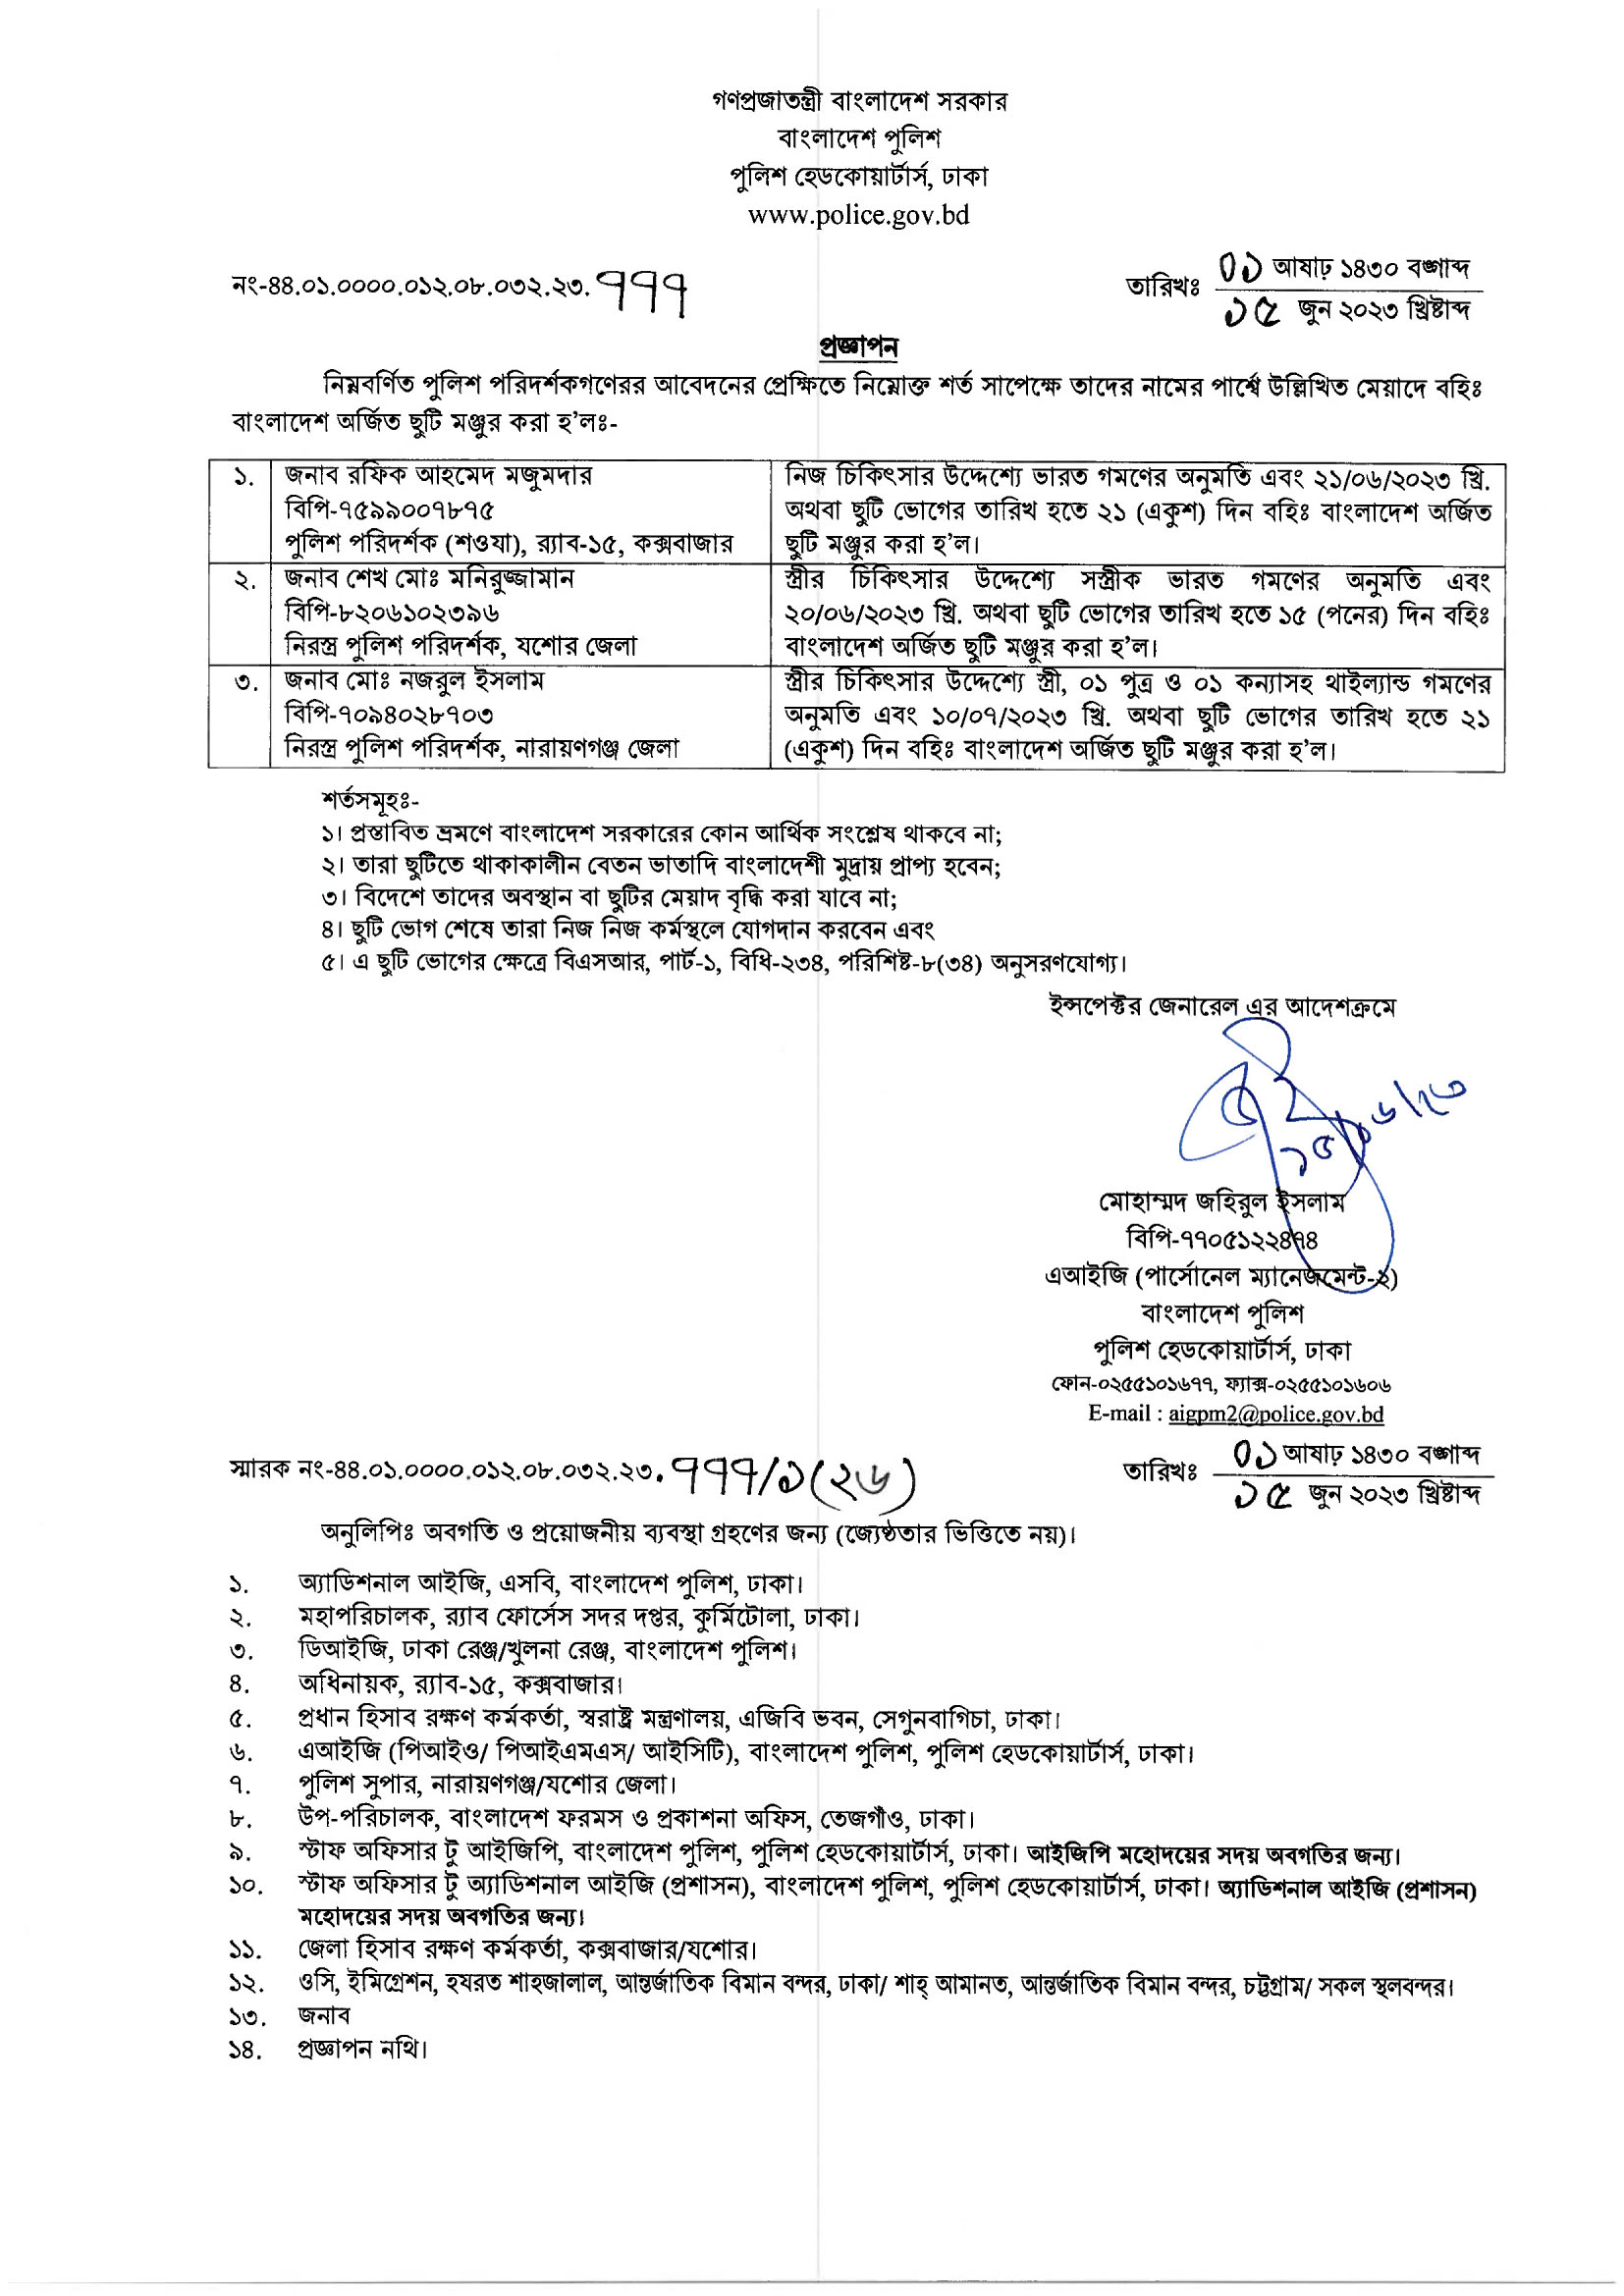 গণপ্রজাতন্ত্রী বাংলাদেশ সরকার
বাংলাদেশ পুলিশ
পুলিশ হেডকোয়ার্টার্স, ঢাকা
www.police.gov.bd
নং-৪৪.০১.০০০০.০১২.০৮.০৩২.২৩.৭৭৭
তারিখঃ ০১ আষাঢ় ১৪৩০ বঙ্গাব্দ
১৫ জুন ২০২৩ খ্রিষ্টাব্দ
প্রজ্ঞাপন
নিম্নবর্ণিত পুলিশ পরিদর্শকগণেরর আবেদনের প্রেক্ষিতে নিম্নোক্ত শর্ত সাপেক্ষে তাদের নামের পার্শ্বে উল্লিখিত মেয়াদে বহিঃ
বাংলাদেশ অর্জিত ছুটি মঞ্জুর করা হ'লঃ-
১. জনাব রফিক আহমেদ মজুমদার
বিপি-৭৫৯৯০০৭৮৭৫
পুলিশ পরিদর্শক (শওযা), র‍্যাব-১৫, কক্সবাজার
নিজ চিকিৎসার উদ্দেশ্যে ভারত গমণের অনুমতি এবং ২১/০৬/২০২৩ খ্রি.
অথবা ছুটি ভোগের তারিখ হতে ২১ (একুশ) দিন বহিঃ বাংলাদেশ অর্জিত
ছুটি মঞ্জুর করা হ'ল।
২. জনাব শেখ মোঃ মনিরুজ্জামান
বিপি-৮২০৬১০২৩৯৬
নিরস্ত্র পুলিশ পরিদর্শক, যশোর জেলা
স্ত্রীর চিকিৎসার উদ্দেশ্যে সস্ত্রীক ভারত গমণের অনুমতি এবং
২০/০৬/২০২৩ খ্রি. অথবা ছুটি ভোগের তারিখ হতে ১৫ (পনের) দিন বহিঃ
বাংলাদেশ অর্জিত ছুটি মঞ্জুর করা হ'ল।
৩. জনাব মোঃ নজরুল ইসলাম
বিপি-৭০৯৪০২৮৭০৩
নিরস্ত্র পুলিশ পরিদর্শক, নারায়ণগঞ্জ জেলা
স্ত্রীর চিকিৎসার উদ্দেশ্যে স্ত্রী, ০১ পুত্র ও ০১ কন্যাসহ থাইল্যান্ড গমণের
অনুমতি এবং ১০/০৭/২০২৩ খ্রি. অথবা ছুটি ভোগের তারিখ হতে ২১
(একুশ) দিন বহিঃ বাংলাদেশ অর্জিত ছুটি মঞ্জুর করা হ'ল।
শর্তসমূহঃ-
১। প্রস্তাবিত ভ্রমণে বাংলাদেশ সরকারের কোন আর্থিক সংশ্লেষ থাকবে না;
২। তারা ছুটিতে থাকাকালীন বেতন ভাতাদি বাংলাদেশী মুদ্রায় প্রাপ্য হবেন;
৩। বিদেশে তাদের অবস্থান বা ছুটির মেয়াদ বৃদ্ধি করা যাবে না;
৪। ছুটি ভোগ শেষে তারা নিজ নিজ কর্মস্থলে যোগদান করবেন এবং
৫। এ ছুটি ভোগের ক্ষেত্রে বিএসআর, পার্ট-১, বিধি-২৩৪, পরিশিষ্ট-৮(৩৪) অনুসরণযোগ্য।
ইন্সপেক্টর জেনারেল এর আদেশক্রমে
১৫/০৬/২৩
মোহাম্মদ জহিরুল ইসলাম
বিপি-৭৭০৫১২২৪৭৪
এআইজি (পার্সোনেল ম্যানেজমেন্ট-২)
বাংলাদেশ পুলিশ
পুলিশ হেডকোয়ার্টার্স, ঢাকা
ফোন-০২৫৫১০১৬৭৭, ফ্যাক্স-০২৫৫১০১৬০৬
E-mail : aigpm2@police.gov.bd
স্মারক নং-৪৪.০১.০০০০.০১২.০৮.০৩২.২৩.৭৭৭/১(২৬)
তারিখঃ ০১ আষাঢ় ১৪৩০ বঙ্গাব্দ
১৫ জুন ২০২৩ খ্রিষ্টাব্দ
অনুলিপিঃ অবগতি ও প্রয়োজনীয় ব্যবস্থা গ্রহণের জন্য (জ্যেষ্ঠতার ভিত্তিতে নয়)।
১. অ্যাডিশনাল আইজি, এসবি, বাংলাদেশ পুলিশ, ঢাকা।
২. মহাপরিচালক, র‍্যাব ফোর্সেস সদর দপ্তর, কুর্মিটোলা, ঢাকা।
৩. ডিআইজি, ঢাকা রেঞ্জ/খুলনা রেঞ্জ, বাংলাদেশ পুলিশ।
৪. অধিনায়ক, র‍্যাব-১৫, কক্সবাজার।
৫. প্রধান হিসাব রক্ষণ কর্মকর্তা, স্বরাষ্ট্র মন্ত্রণালয়, এজিবি ভবন, সেগুনবাগিচা, ঢাকা।
৬. এআইজি (পিআইও/ পিআইএমএস/ আইসিটি), বাংলাদেশ পুলিশ, পুলিশ হেডকোয়ার্টার্স, ঢাকা।
৭. পুলিশ সুপার, নারায়ণগঞ্জ/যশোর জেলা।
৮. উপ-পরিচালক, বাংলাদেশ ফরমস ও প্রকাশনা অফিস, তেজগাঁও, ঢাকা।
৯. স্টাফ অফিসার টু আইজিপি, বাংলাদেশ পুলিশ, পুলিশ হেডকোয়ার্টার্স, ঢাকা। আইজিপি মহোদয়ের সদয় অবগতির জন্য।
১০. স্টাফ অফিসার টু অ্যাডিশনাল আইজি (প্রশাসন), বাংলাদেশ পুলিশ, পুলিশ হেডকোয়ার্টার্স, ঢাকা। অ্যাডিশনাল আইজি (প্রশাসন)
মহোদয়ের সদয় অবগতির জন্য।
১১. জেলা হিসাব রক্ষণ কর্মকর্তা, কক্সবাজার/যশোর।
১২. ওসি, ইমিগ্রেশন, হযরত শাহজালাল, আন্তর্জাতিক বিমান বন্দর, ঢাকা/ শাহ্ আমানত, আন্তর্জাতিক বিমান বন্দর, চট্টগ্রাম/ সকল স্থলবন্দর।
১৩. জনাব
১৪. প্রজ্ঞাপন নথি।